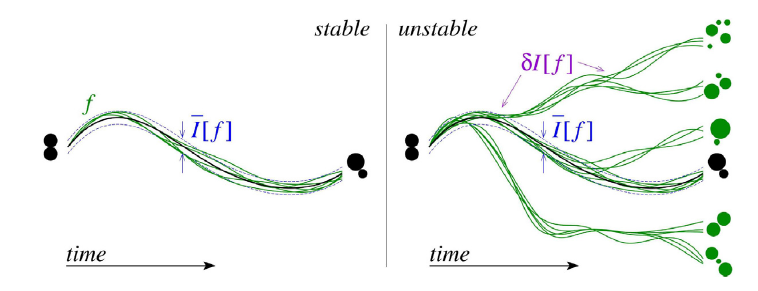 stable
unstable
f
Ī[f]
time
δI[f]
Ī[f]
time